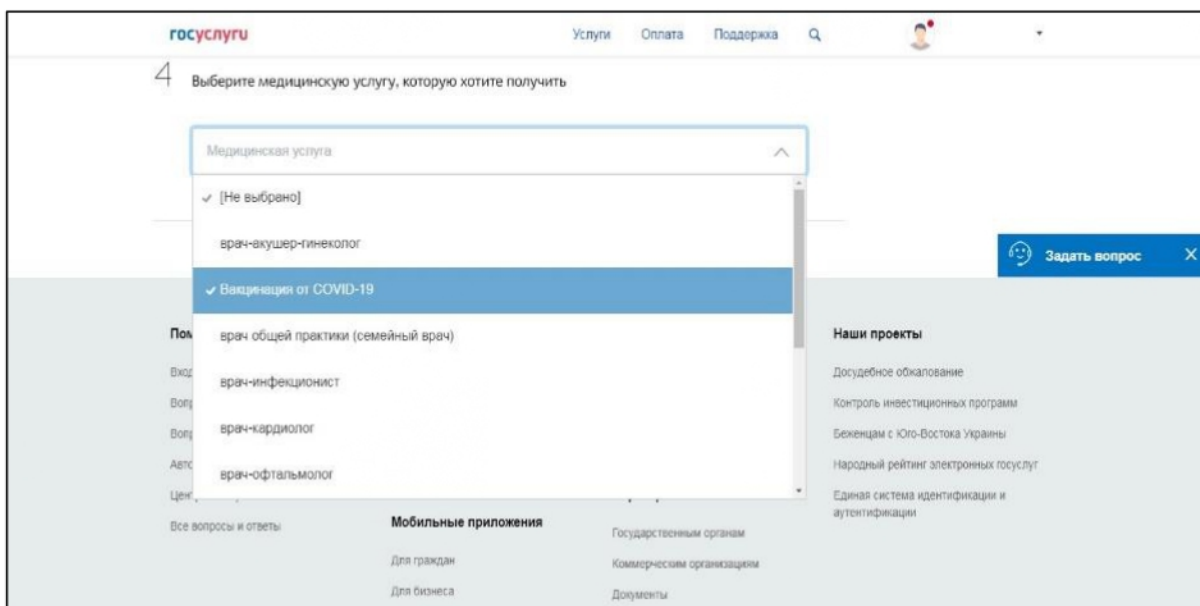 госуслуги
Услуги Оплата Поддержка
4 Выберите медицинскую услугу, которую хотите получить
Медицинская услуга
[Не выбрано]
врач-акушер-гинеколог
Вакцинация от COVID-19
врач общей практики (семейный врач)
врач-инфекционист
врач-кардиолог
врач-офтальмолог
Задать вопрос
Наши проекты
Досудебное обжалование
Контроль инвестиционных программ
Беженцам с Юго-Востока Украины
Народный рейтинг электронных госуслуг
Единая система идентификации и
аутентификации
Все вопросы и ответы
Мобильные приложения
Для граждан
Для бизнеса
Государственным органам
Коммерческим организациям
Документы